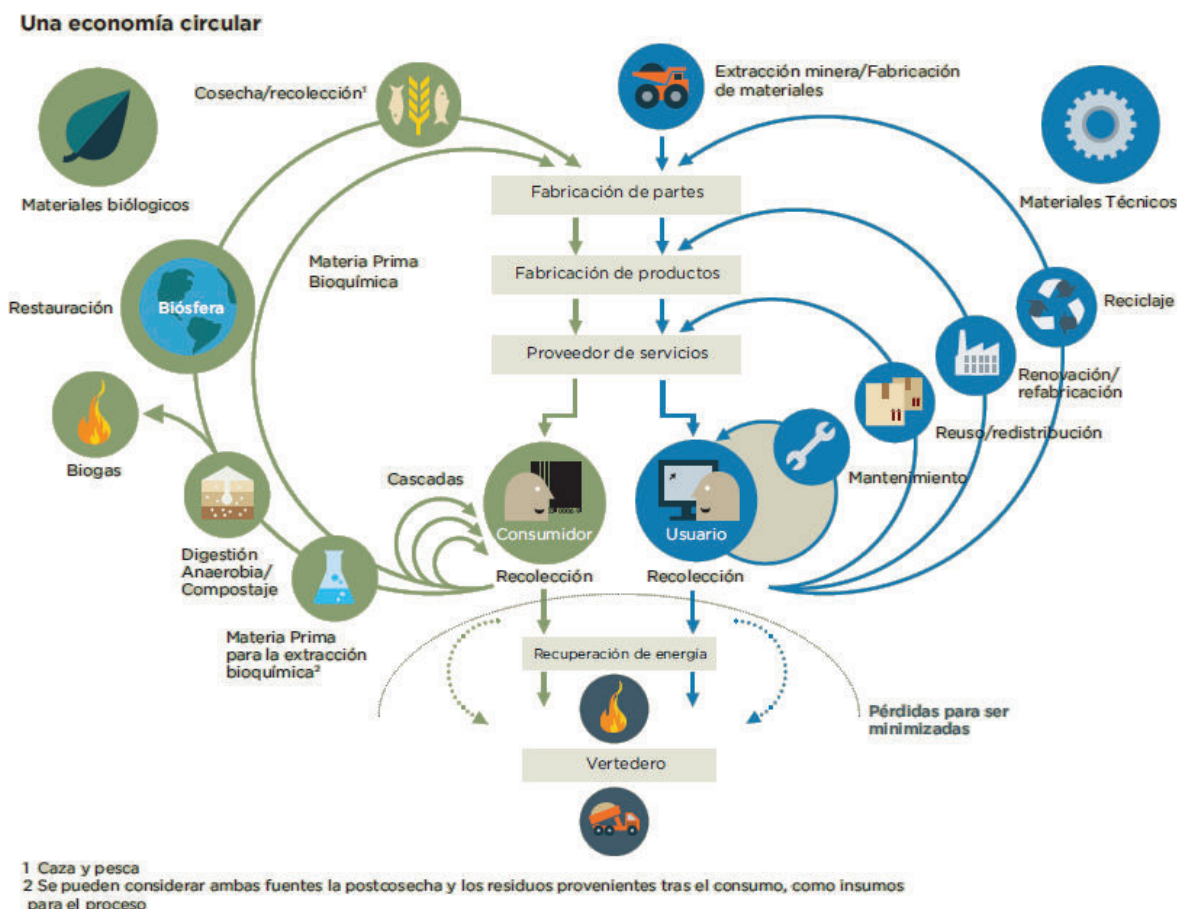 Una economía circular
Cosecha/recolección¹
Extracción minera/Fabricación
de materiales
Materiales biólogicos
Materiales Técnicos
Fabricación de partes
Materia Prima
Bioquímica
Fabricación de productos
Restauración
Biósfera
Reciclaje
Proveedor de servicios
Renovación/
refabricación
Reuso/redistribución
Biogas
Cascadas
Mantenimiento
Consumidor
Usuario
Digestión
Anaerobia/
Compostaje
Recolección
Recolección
Materia Prima
para la extracción
bioquímica²
Recuperación de energía
Pérdidas para ser
minimizadas
Vertedero
1 Caza y pesca
2 Se pueden considerar ambas fuentes la postcosecha y los residuos provenientes tras el consumo, como insumos
para el proceso